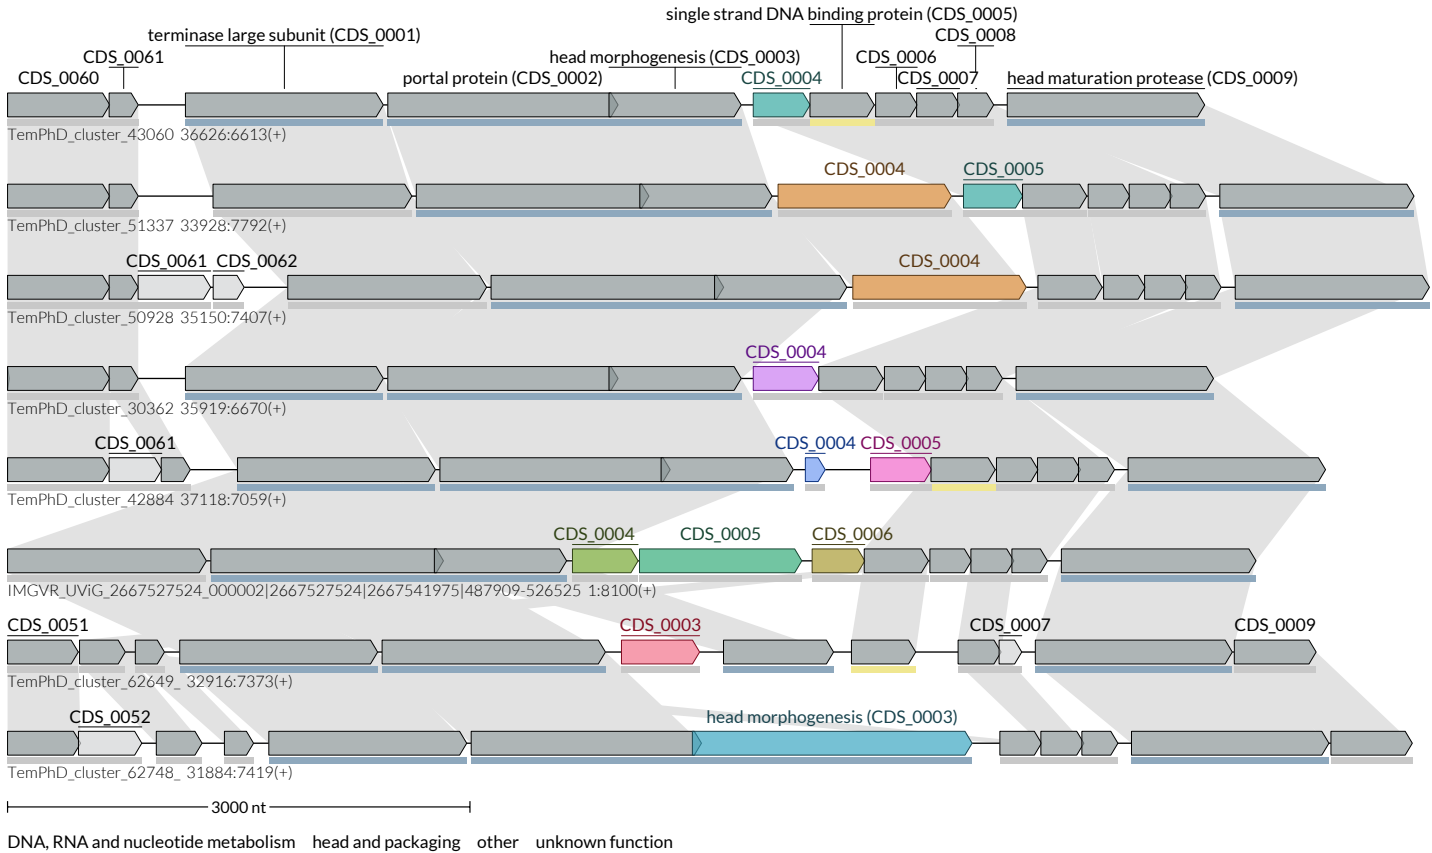 single strand DNA binding protein (CDS_0005)
terminase large subunit (CDS_0001)
CDS_0008
CDS_0061
head morphogenesis (CDS_0003)
CDS_0006
CDS_0060
portal protein (CDS_0002)
CDS_0004
CDS_0007
head maturation protease (CDS_0009)
TemPhD_cluster_43060 36626:6613(+)
CDS_0004
CDS_0005
TemPhD_cluster_51337 33928:7792(+)
CDS_0061
CDS_0062
CDS_0004
TemPhD_cluster_50928 35150:7407(+)
CDS_0004
TemPhD_cluster_30362 35919:6670(+)
CDS_0061
CDS_0004
CDS_0005
TemPhD_cluster_42884 37118:7059(+)
CDS_0004
CDS_0005
CDS_0006
IMGVR_UViG_2667527524_000002|2667527524|2667541975|487909-526525 1:8100(+)
CDS_0051
CDS_0003
CDS_0007
CDS_0009
TemPhD_cluster_62649_ 32916:7373(+)
CDS_0052
head morphogenesis (CDS_0003)
TemPhD_cluster_62748_ 31884:7419(+)
3000 nt
DNA, RNA and nucleotide metabolism head and packaging other unknown function